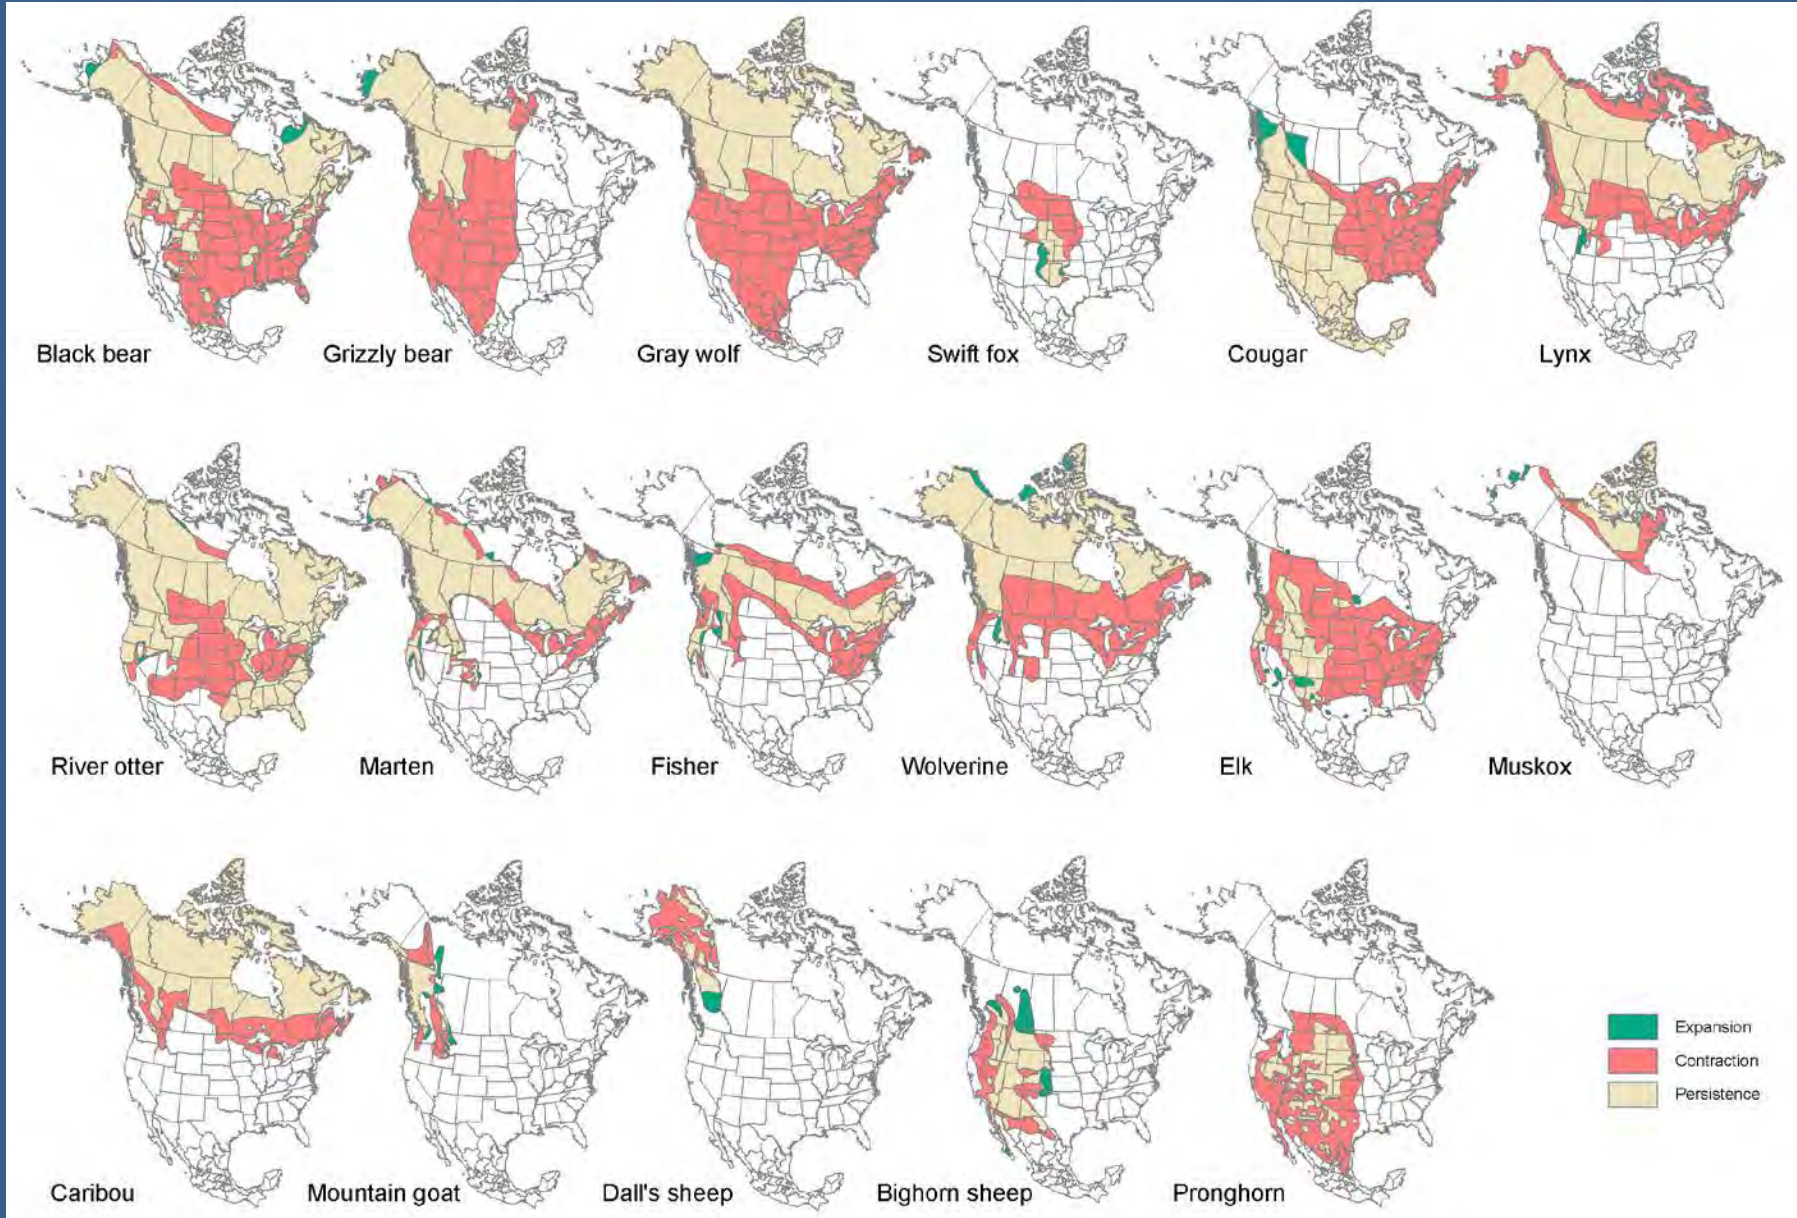 Black bear
Grizzly bear
Gray wolf
Swift fox
Cougar
Lynx
River otter
Marten
Fisher
Wolverine
Elk
Muskox
Caribou
Mountain goat
Dall's sheep
Bighorn sheep
Pronghorn
Expansion
Contraction
Persistence